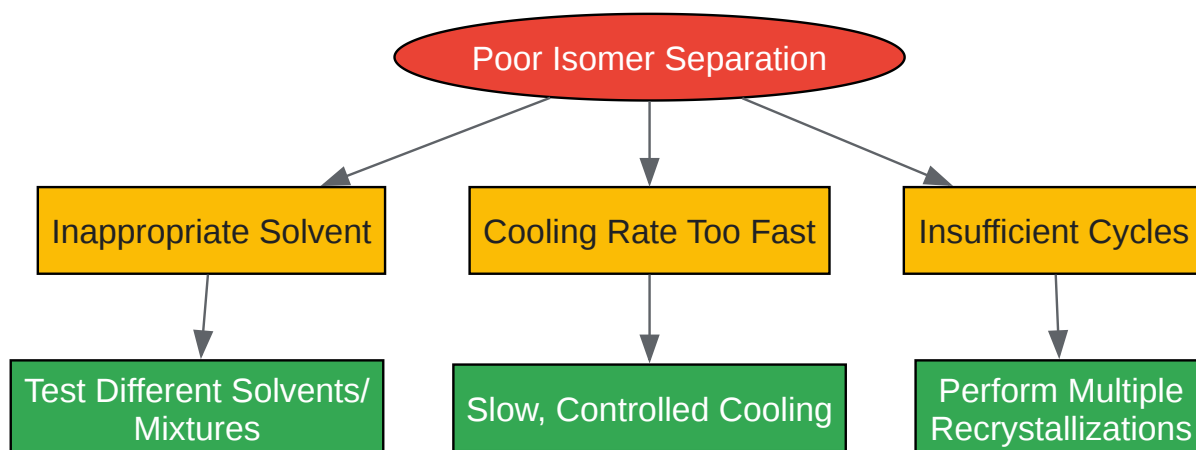 Poor Isomer Separation
Inappropriate Solvent
Cooling Rate Too Fast
Insufficient Cycles
Test Different Solvents/
Mixtures
Slow, Controlled Cooling
Perform Multiple
Recrystallizations